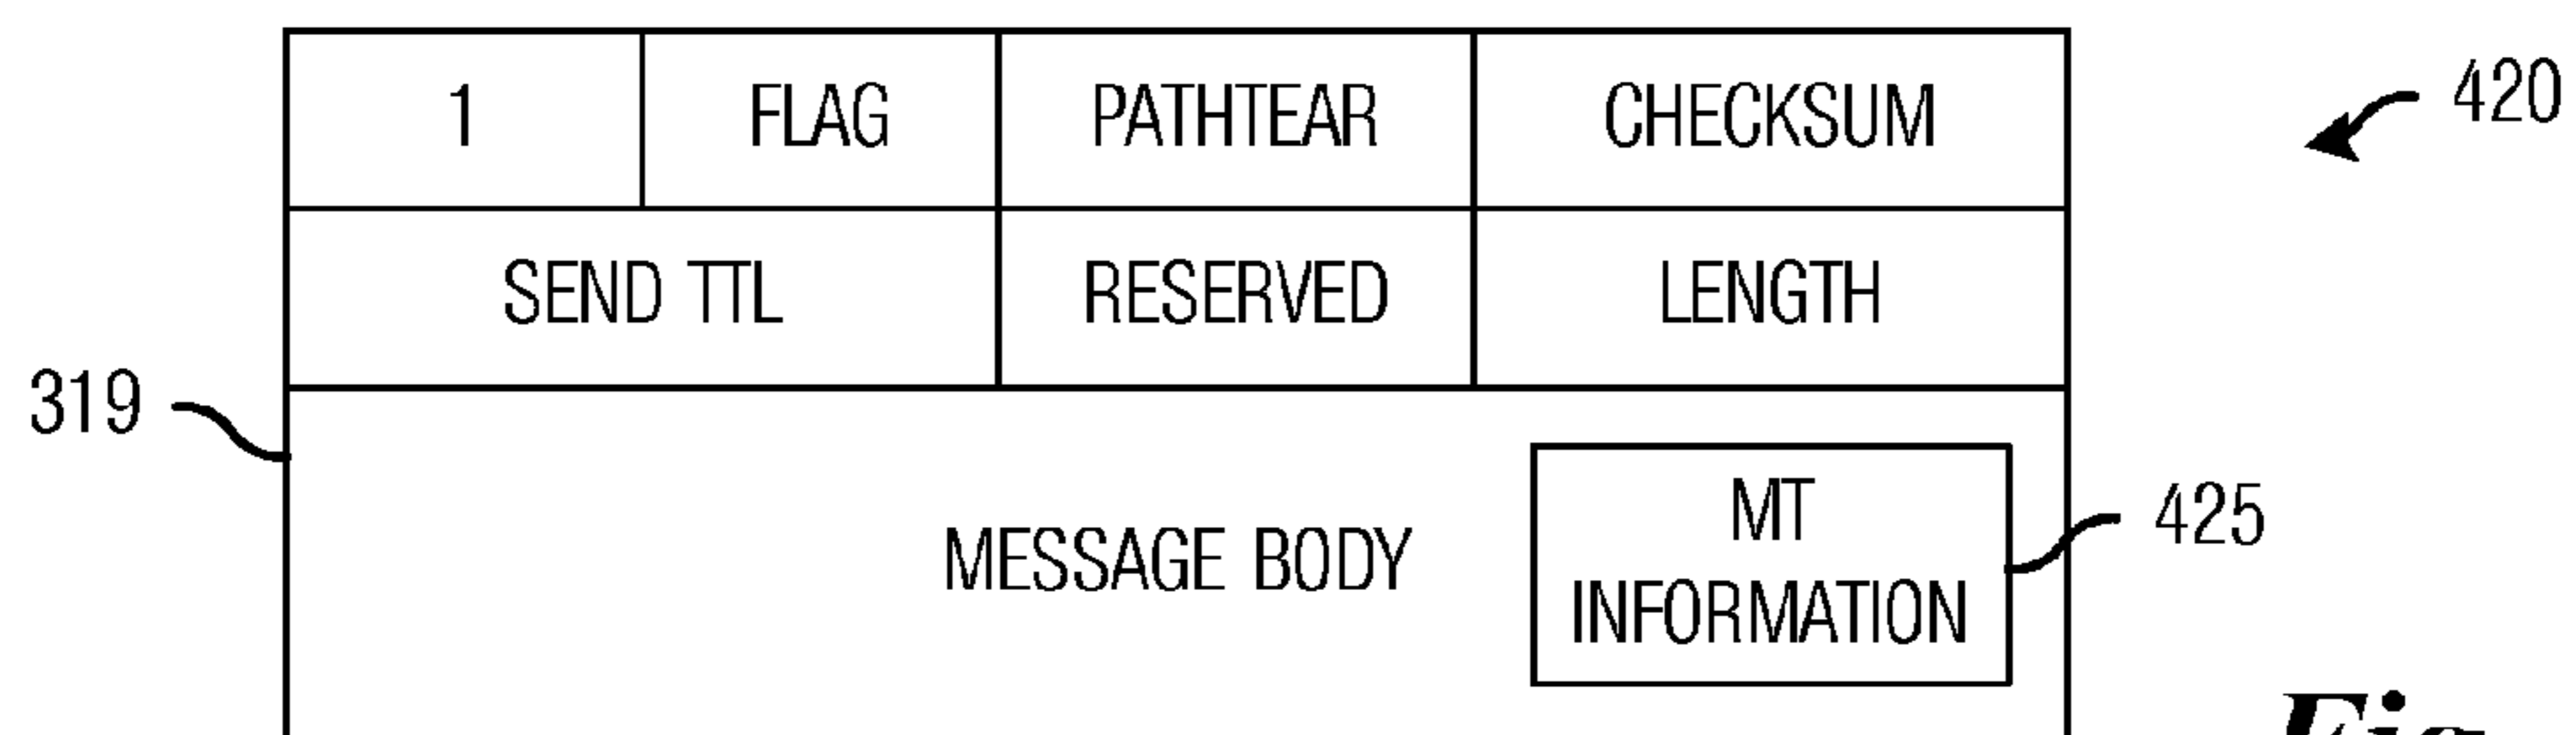 1 FLAG PATHTEAR CHECKSUM 420
SEND TTL RESERVED LENGTH
319
MESSAGE BODY
MT
INFORMATION
425